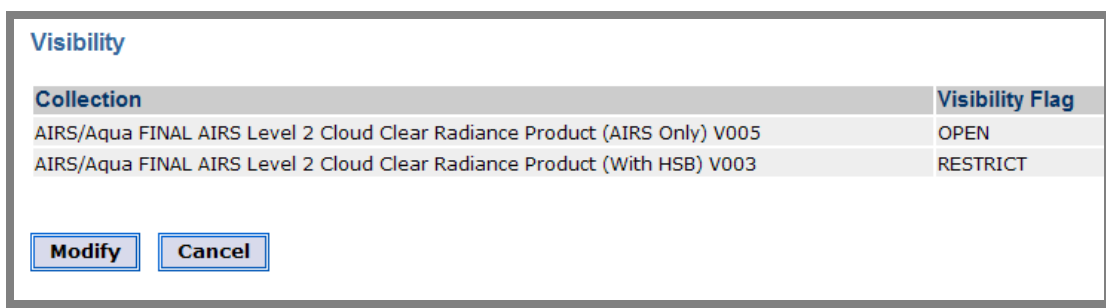 Visibility
Collection Visibility Flag
AIRS/Aqua FINAL AIRS Level 2 Cloud Clear Radiance Product (AIRS Only) V005 OPEN
AIRS/Aqua FINAL AIRS Level 2 Cloud Clear Radiance Product (With HSB) V003 RESTRICT
Modify Cancel